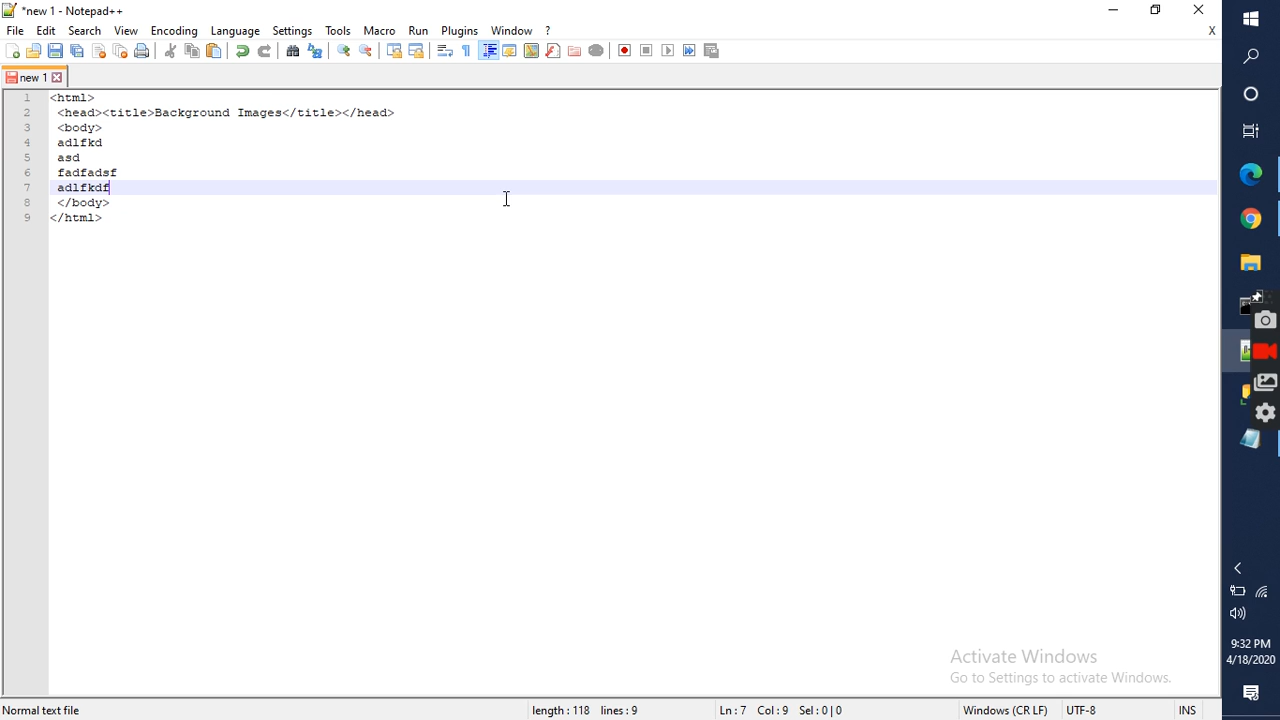 *new 1 - Notepad++
File Edit Search View Encoding Language Settings Tools Macro Run Plugins Window ? X
new 1
1 <html>
2 <head><title>Background Images</title></head>
3 <body>
4 adlfkd
5 asd
6 fadfadsf
7 adlfkdf
8 </body>
9 </html>
Activate Windows
Go to Settings to activate Windows.
9:32 PM
4/18/2020
Normal text file length : 118 lines : 9 Ln : 7 Col : 9 Sel : 0 | 0 Windows (CR LF) UTF-8 INS